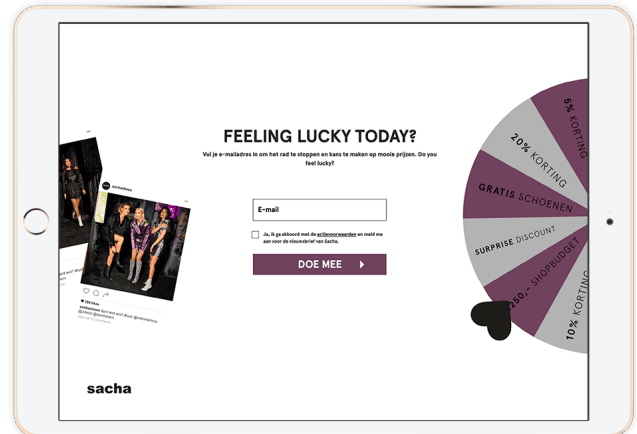 FEELING LUCKY TODAY?
Vul je e-mailadres in om het rad te stoppen en kans te maken op mooie prijzen. Do you
feel lucky?
E-mail
Ja, ik ga akkoord met de actievoorwaarden en meld me
aan voor de nieuwsbrief van Sacha.
DOE MEE
5% KORTING
20% KORTING
GRATIS SCHOENEN
SURPRISE DISCOUNT
250,- SHOPBUDGET
10% KORTING
sachashoes
sacha